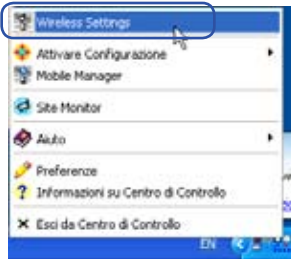 Wireless Settings
Attivare Configurazione
Mobile Manager
Site Monitor
Aiuto
Preferenze
Informazioni su Centro di Controllo
Esci da Centro di Controllo
EN